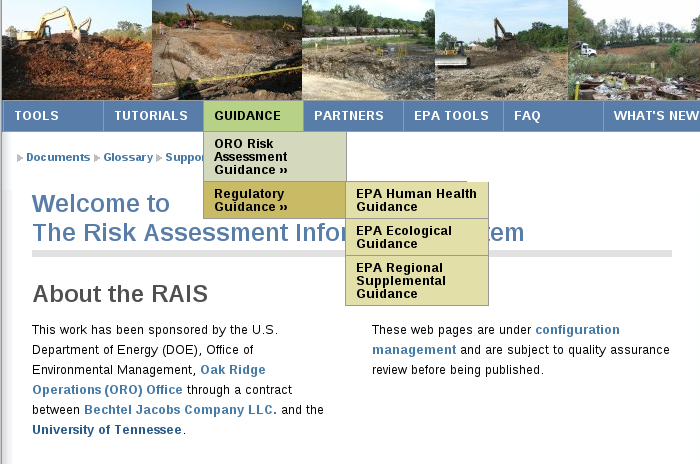 TOOLS TUTORIALS GUIDANCE PARTNERS EPA TOOLS FAQ WHAT'S NEW
ORO Risk
Assessment
Guidance ››
Documents Glossary Suppor
Regulatory
Guidance ››
EPA Human Health
Guidance
EPA Ecological
Guidance
EPA Regional
Supplemental
Guidance
Welcome to
The Risk Assessment Infor tem
About the RAIS
This work has been sponsored by the U.S.
Department of Energy (DOE), Office of
Environmental Management, Oak Ridge
Operations (ORO) Office through a contract
between Bechtel Jacobs Company LLC. and the
University of Tennessee.
These web pages are under configuration
management and are subject to quality assurance
review before being published.